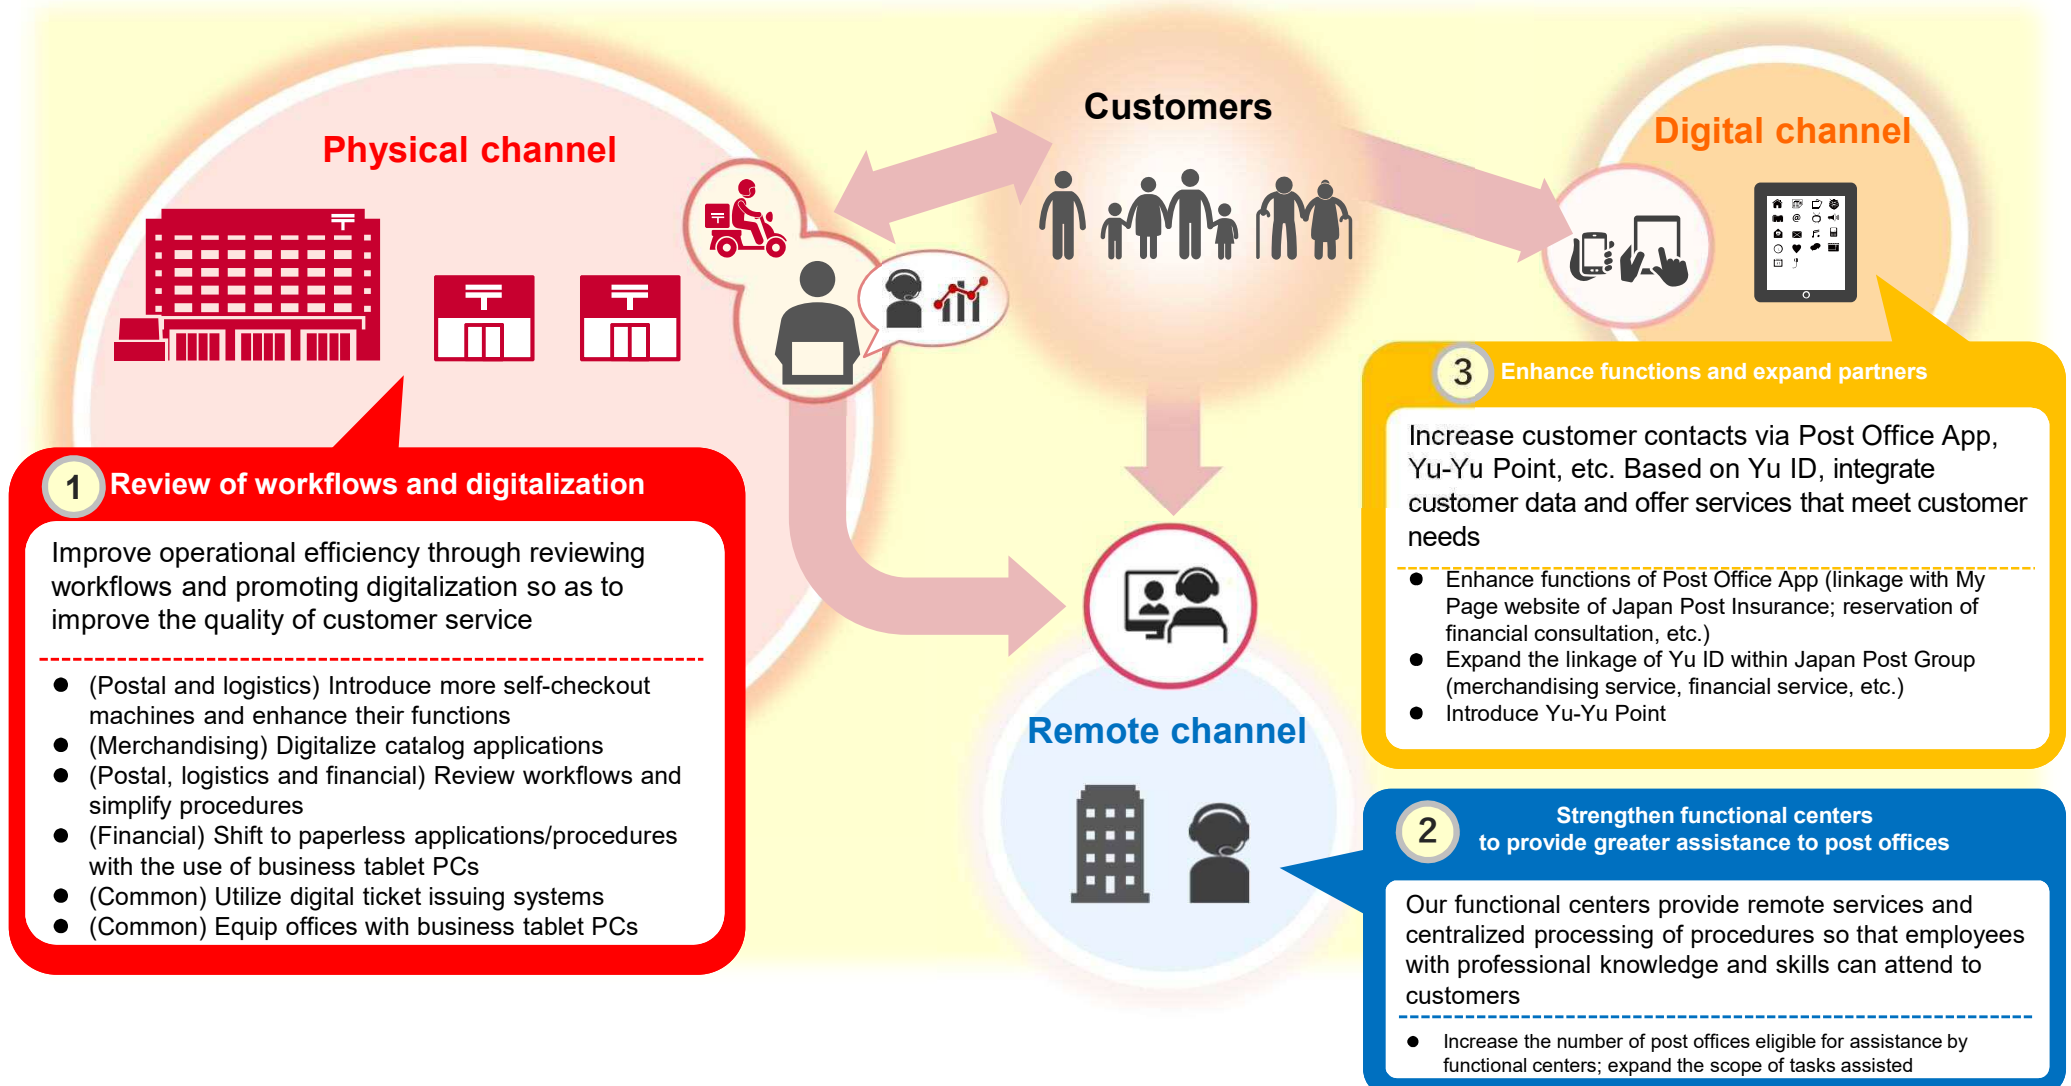 Customers
Physical channel
Digital channel
1 Review of workflows and digitalization
Improve operational efficiency through reviewing
workflows and promoting digitalization so as to
improve the quality of customer service
● (Postal and logistics) Introduce more self-checkout
machines and enhance their functions
● (Merchandising) Digitalize catalog applications
● (Postal, logistics and financial) Review workflows and
simplify procedures
● (Financial) Shift to paperless applications/procedures
with the use of business tablet PCs
● (Common) Utilize digital ticket issuing systems
● (Common) Equip offices with business tablet PCs
Remote channel
3 Enhance functions and expand partners
Increase customer contacts via Post Office App,
Yu-Yu Point, etc. Based on Yu ID, integrate
customer data and offer services that meet customer
needs
● Enhance functions of Post Office App (linkage with My
Page website of Japan Post Insurance; reservation of
financial consultation, etc.)
● Expand the linkage of Yu ID within Japan Post Group
(merchandising service, financial service, etc.)
● Introduce Yu-Yu Point
2 Strengthen functional centers
to provide greater assistance to post offices
Our functional centers provide remote services and
centralized processing of procedures so that employees
with professional knowledge and skills can attend to
customers
● Increase the number of post offices eligible for assistance by
functional centers; expand the scope of tasks assisted